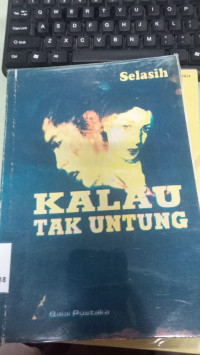 Selasih
KALAU
TAK UNTUNG
Balai Pustaka